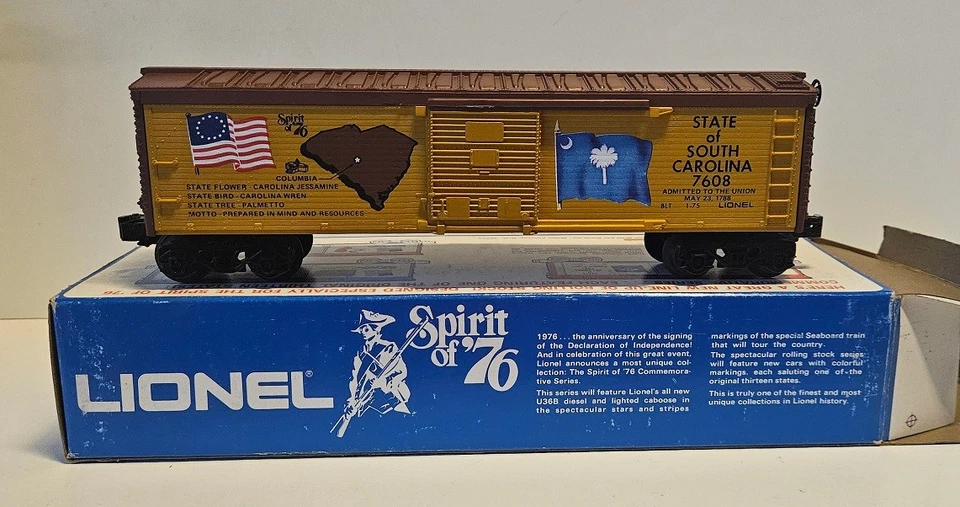 Spirit
of '76
COLUMBIA
STATE FLOWER - CAROLINA JESSAMINE
STATE BIRD - CAROLINA WREN
STATE TREE - PALMETTO
MOTTO - PREPARED IN MIND AND RESOURCES
STATE
of
SOUTH
CAROLINA
7608
ADMITTED TO THE UNION
MAY 23, 1788
BLT 1-75 LIONEL
LIONEL®
Spirit
of '76
1976 . . . the anniversary of the signing
of the Declaration of Independence!
And in celebration of this great event,
Lionel announces a most unique col-
lection: The Spirit of '76 Commemora-
tive Series.
This series will feature Lionel's all new
U36B diesel and lighted caboose in
the spectacular stars and stripes
markings of the special Seaboard train
that will tour the country.
The spectacular rolling stock series
will feature new cars with colorful
markings, each saluting one of the
original thirteen states.
This is truly one of the finest and most
unique collections in Lionel history.